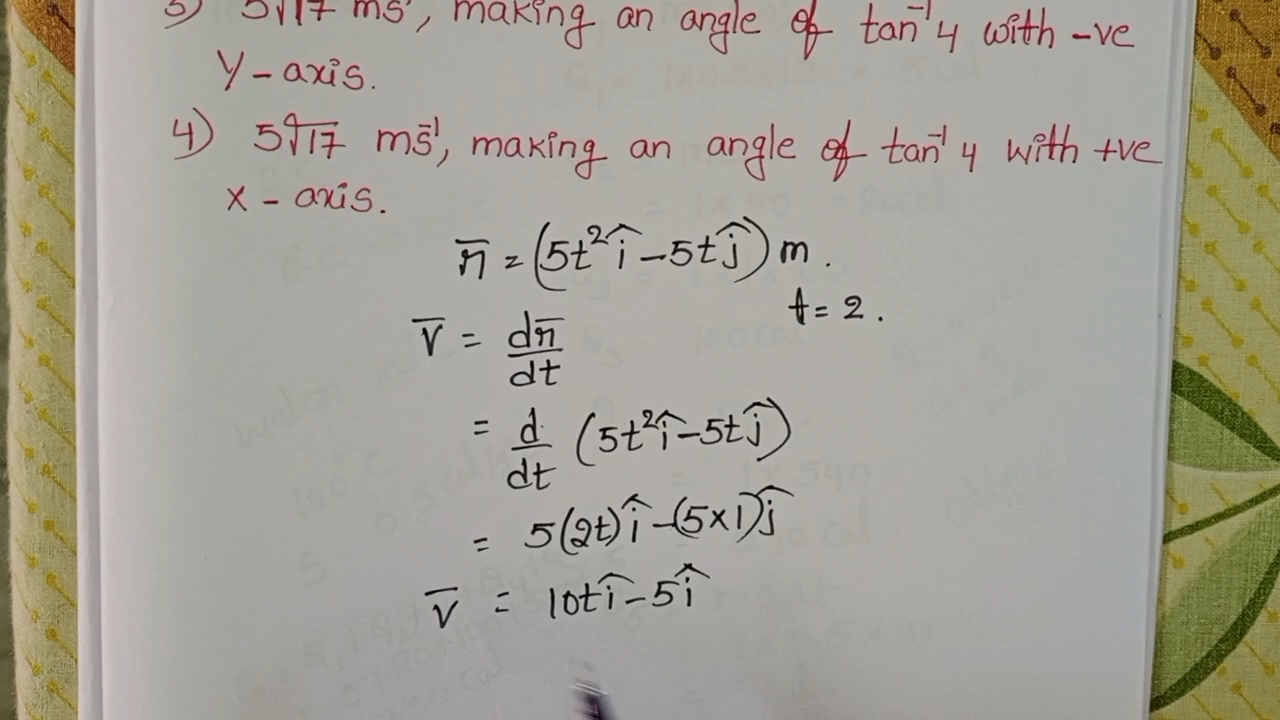 3) 5√17 ms⁻¹, making an angle of tan⁻¹4 with -ve
Y-axis.
4) 5√17 ms⁻¹, making an angle of tan⁻¹4 with +ve
x-axis.
r̄ = (5t²î-5tĵ)m.
t=2.
v̄ = dr̄/dt
= d/dt (5t²î-5tĵ)
= 5(2t)î-(5×1)ĵ
v̄ = 10tî-5î